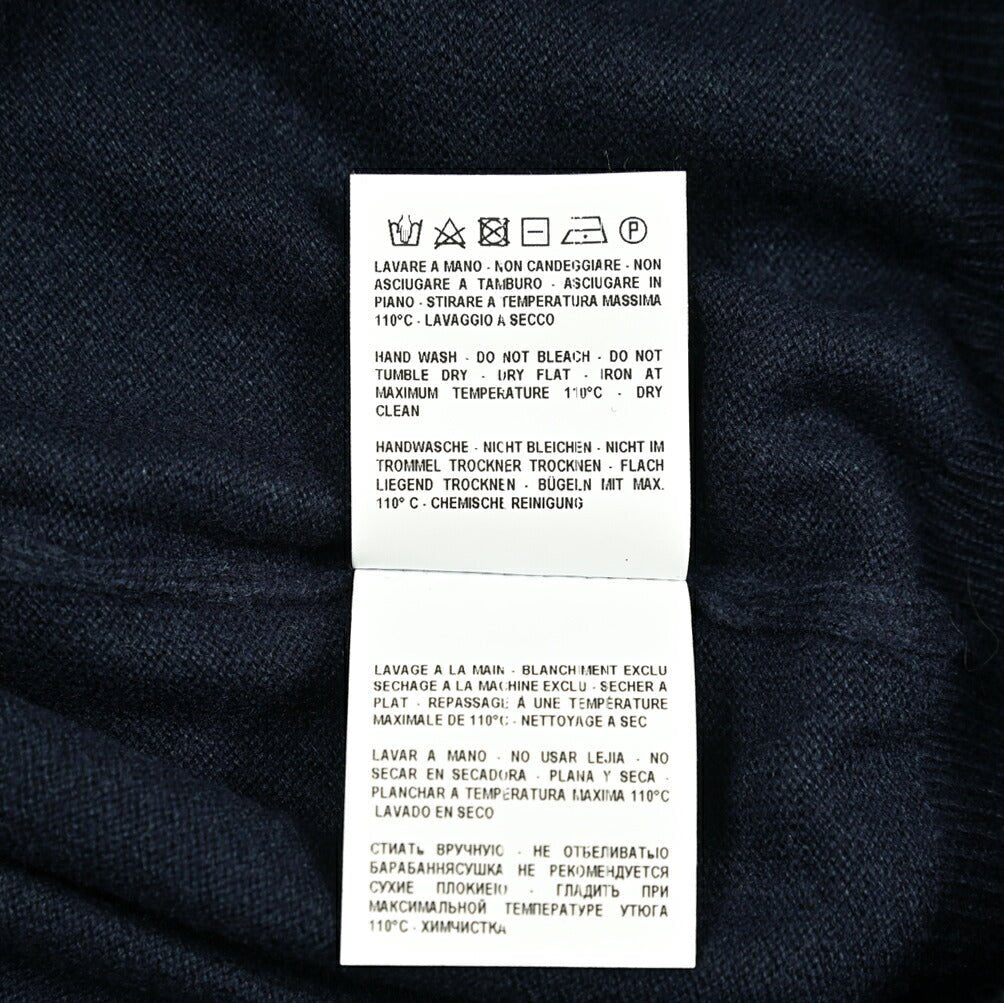 LAVARE A MANO - NON CANDEGGIARE - NON
ASCIUGARE A TAMBURO - ASCIUGARE IN
PIANO - STIRARE A TEMPERATURA MASSIMA
110°C - LAVAGGIO A SECCO
HAND WASH - DO NOT BLEACH - DO NOT
TUMBLE DRY - DRY FLAT - IRON AT
MAXIMUM TEMPERATURE 110°C - DRY
CLEAN
HANDWASCHE - NICHT BLEICHEN - NICHT IM
TROMMEL TROCKNER TROCKNEN - FLACH
LIEGEND TROCKNEN - BÜGELN MIT MAX.
110° C - CHEMISCHE REINIGUNG
LAVAGE A LA MAIN - BLANCHIMENT EXCLU
SECHAGE A LA MACHINE EXCLU - SECHER A
PLAT - REPASSAGE À UNE TEMPÉRATURE
MAXIMALE DE 110°C - NETTOYAGE A SEC
LAVAR A MANO - NO USAR LEJIA - NO
SECAR EN SECADORA - PLANA Y SECA -
PLANCHAR A TEMPERATURA MAXIMA 110°C
LAVADO EN SECO
СТИАТЬ ВРУЧНУЮ - НЕ ОТБЕЛИВАТЬЮ
БАРАБАННЯСУШКА НЕ РЕКОМЕНДУЕТСЯ
СУХИЕ ПЛОКИЕЮ - ГЛАДИТЬ ПРИ
МАКСИМАЛЬНОЙ ТЕМПЕРАТУРЕ УТЮГА
110°C - ХИМЧИСТКА